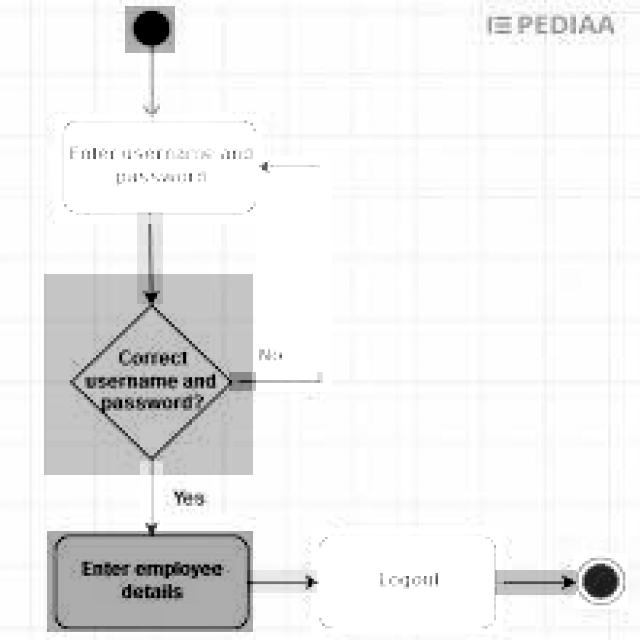 PEDIAA
Enter username and
password
Correct
username and
password?
No
Yes
Enter employee
details
Logout